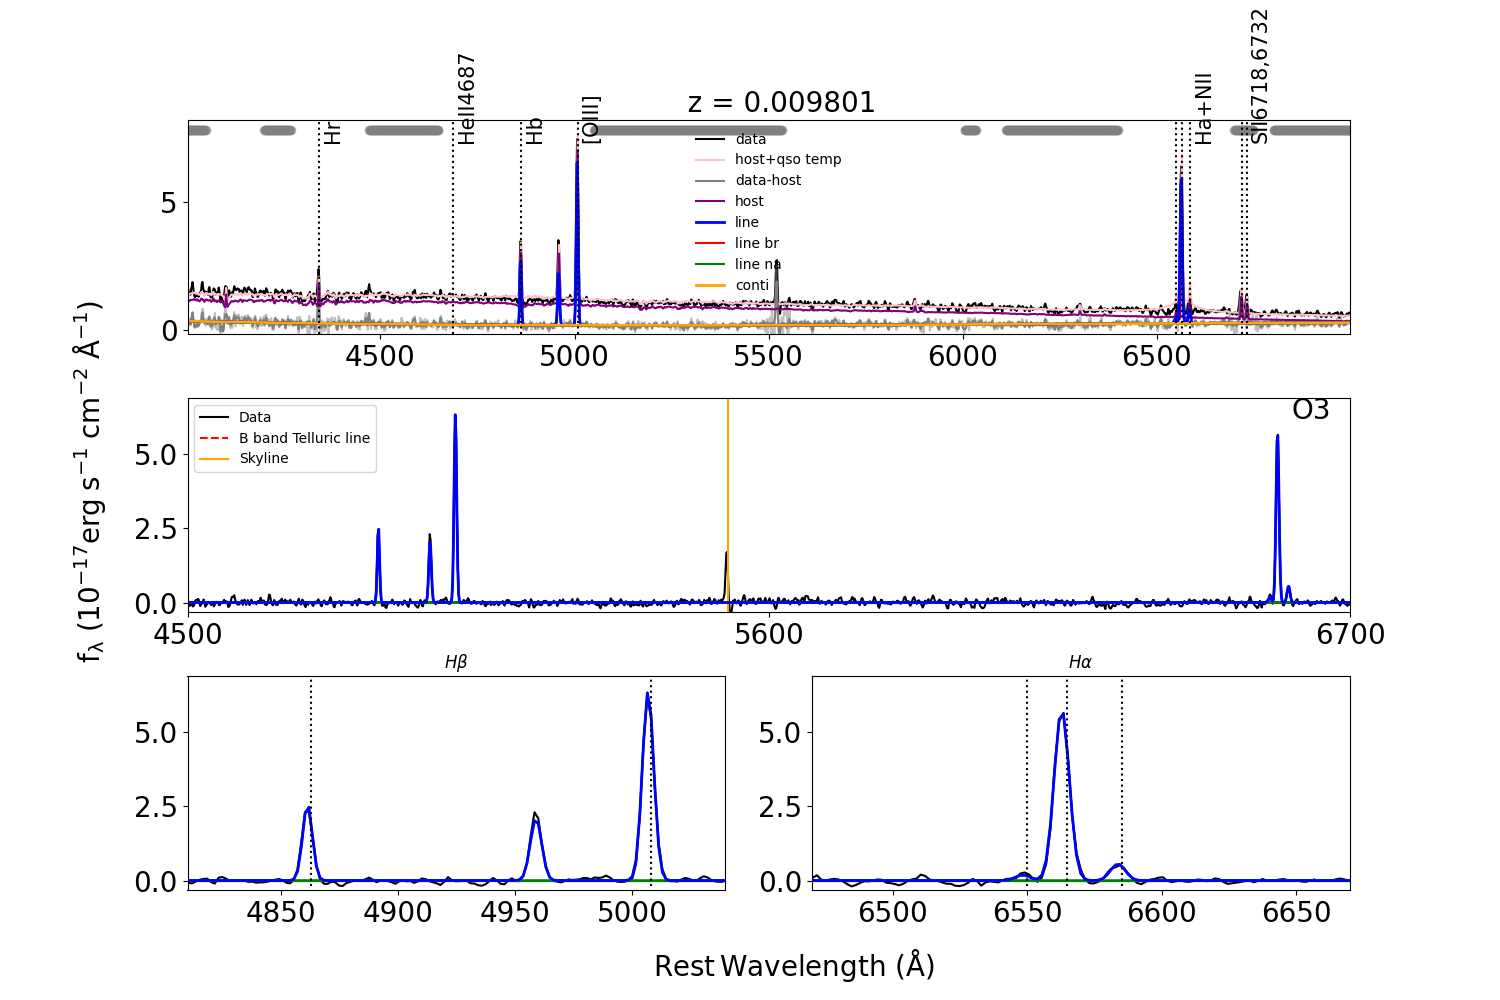 z = 0.009801
Hr
HeII4687
Hb
[OIII]
Ha+NII
SII6718,6732
data
host+qso temp
data-host
host
line
line br
line na
conti
5
0
4500 5000 5500 6000 6500
O3
Data
B band Telluric line
Skyline
5.0
2.5
0.0
4500 5600 6700
fλ (10⁻¹⁷erg s⁻¹ cm⁻² Å⁻¹)
Hβ
5.0
2.5
0.0
4850 4900 4950 5000
Hα
5.0
2.5
0.0
6500 6550 6600 6650
Rest Wavelength (Å)